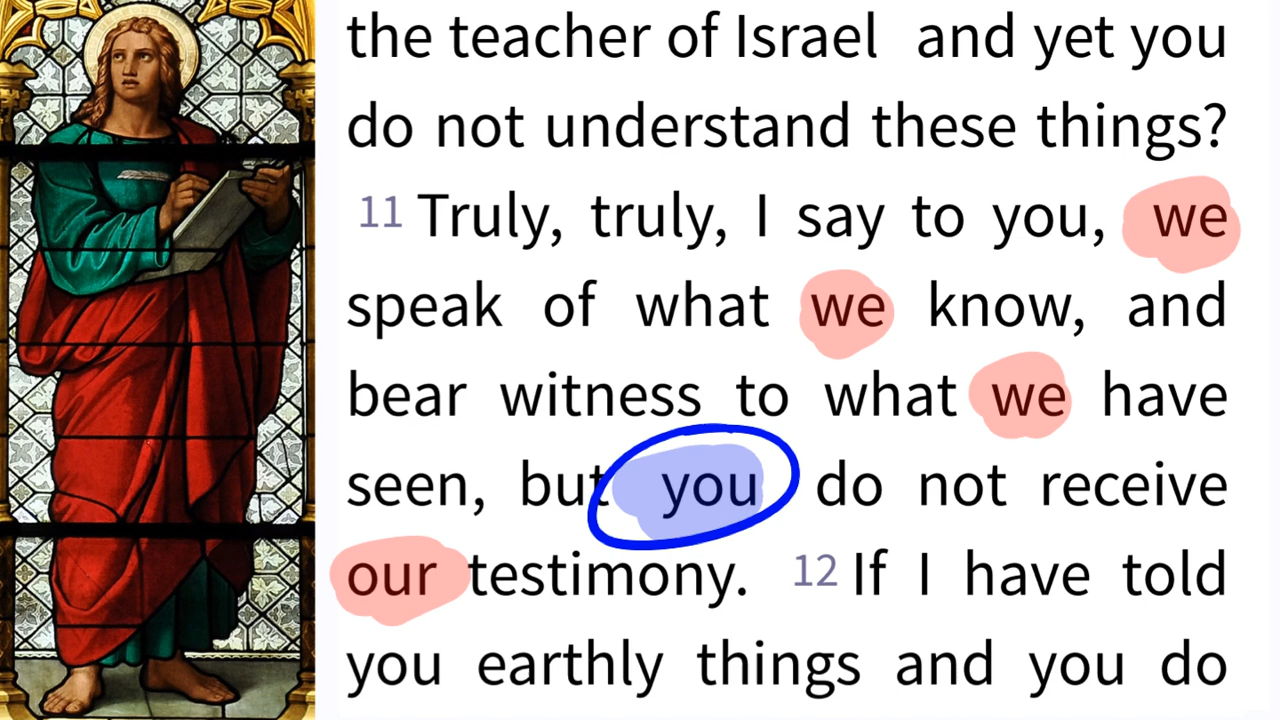 the teacher of Israel and yet you
do not understand these things?
11 Truly, truly, I say to you, we
speak of what we know, and
bear witness to what we have
seen, but you do not receive
our testimony. 12 If I have told
you earthly things and you do